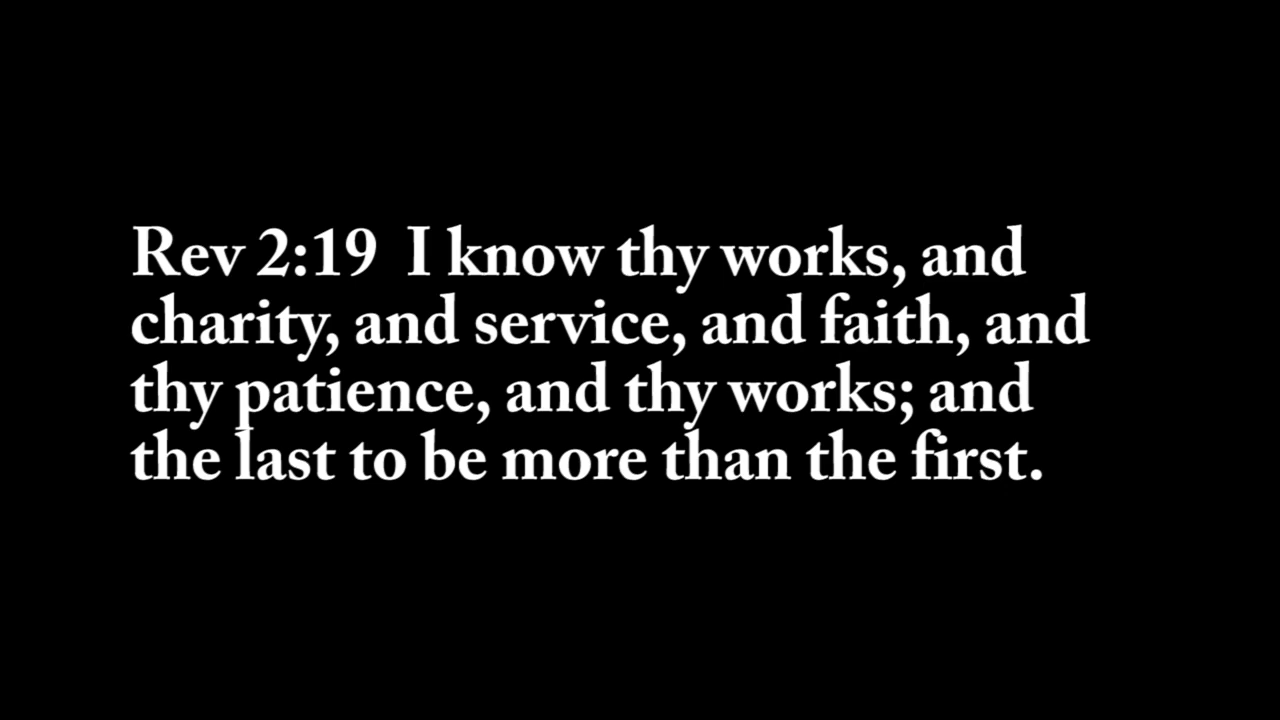 Rev 2:19  I know thy works, and
charity, and service, and faith, and
thy patience, and thy works; and
the last to be more than the first.